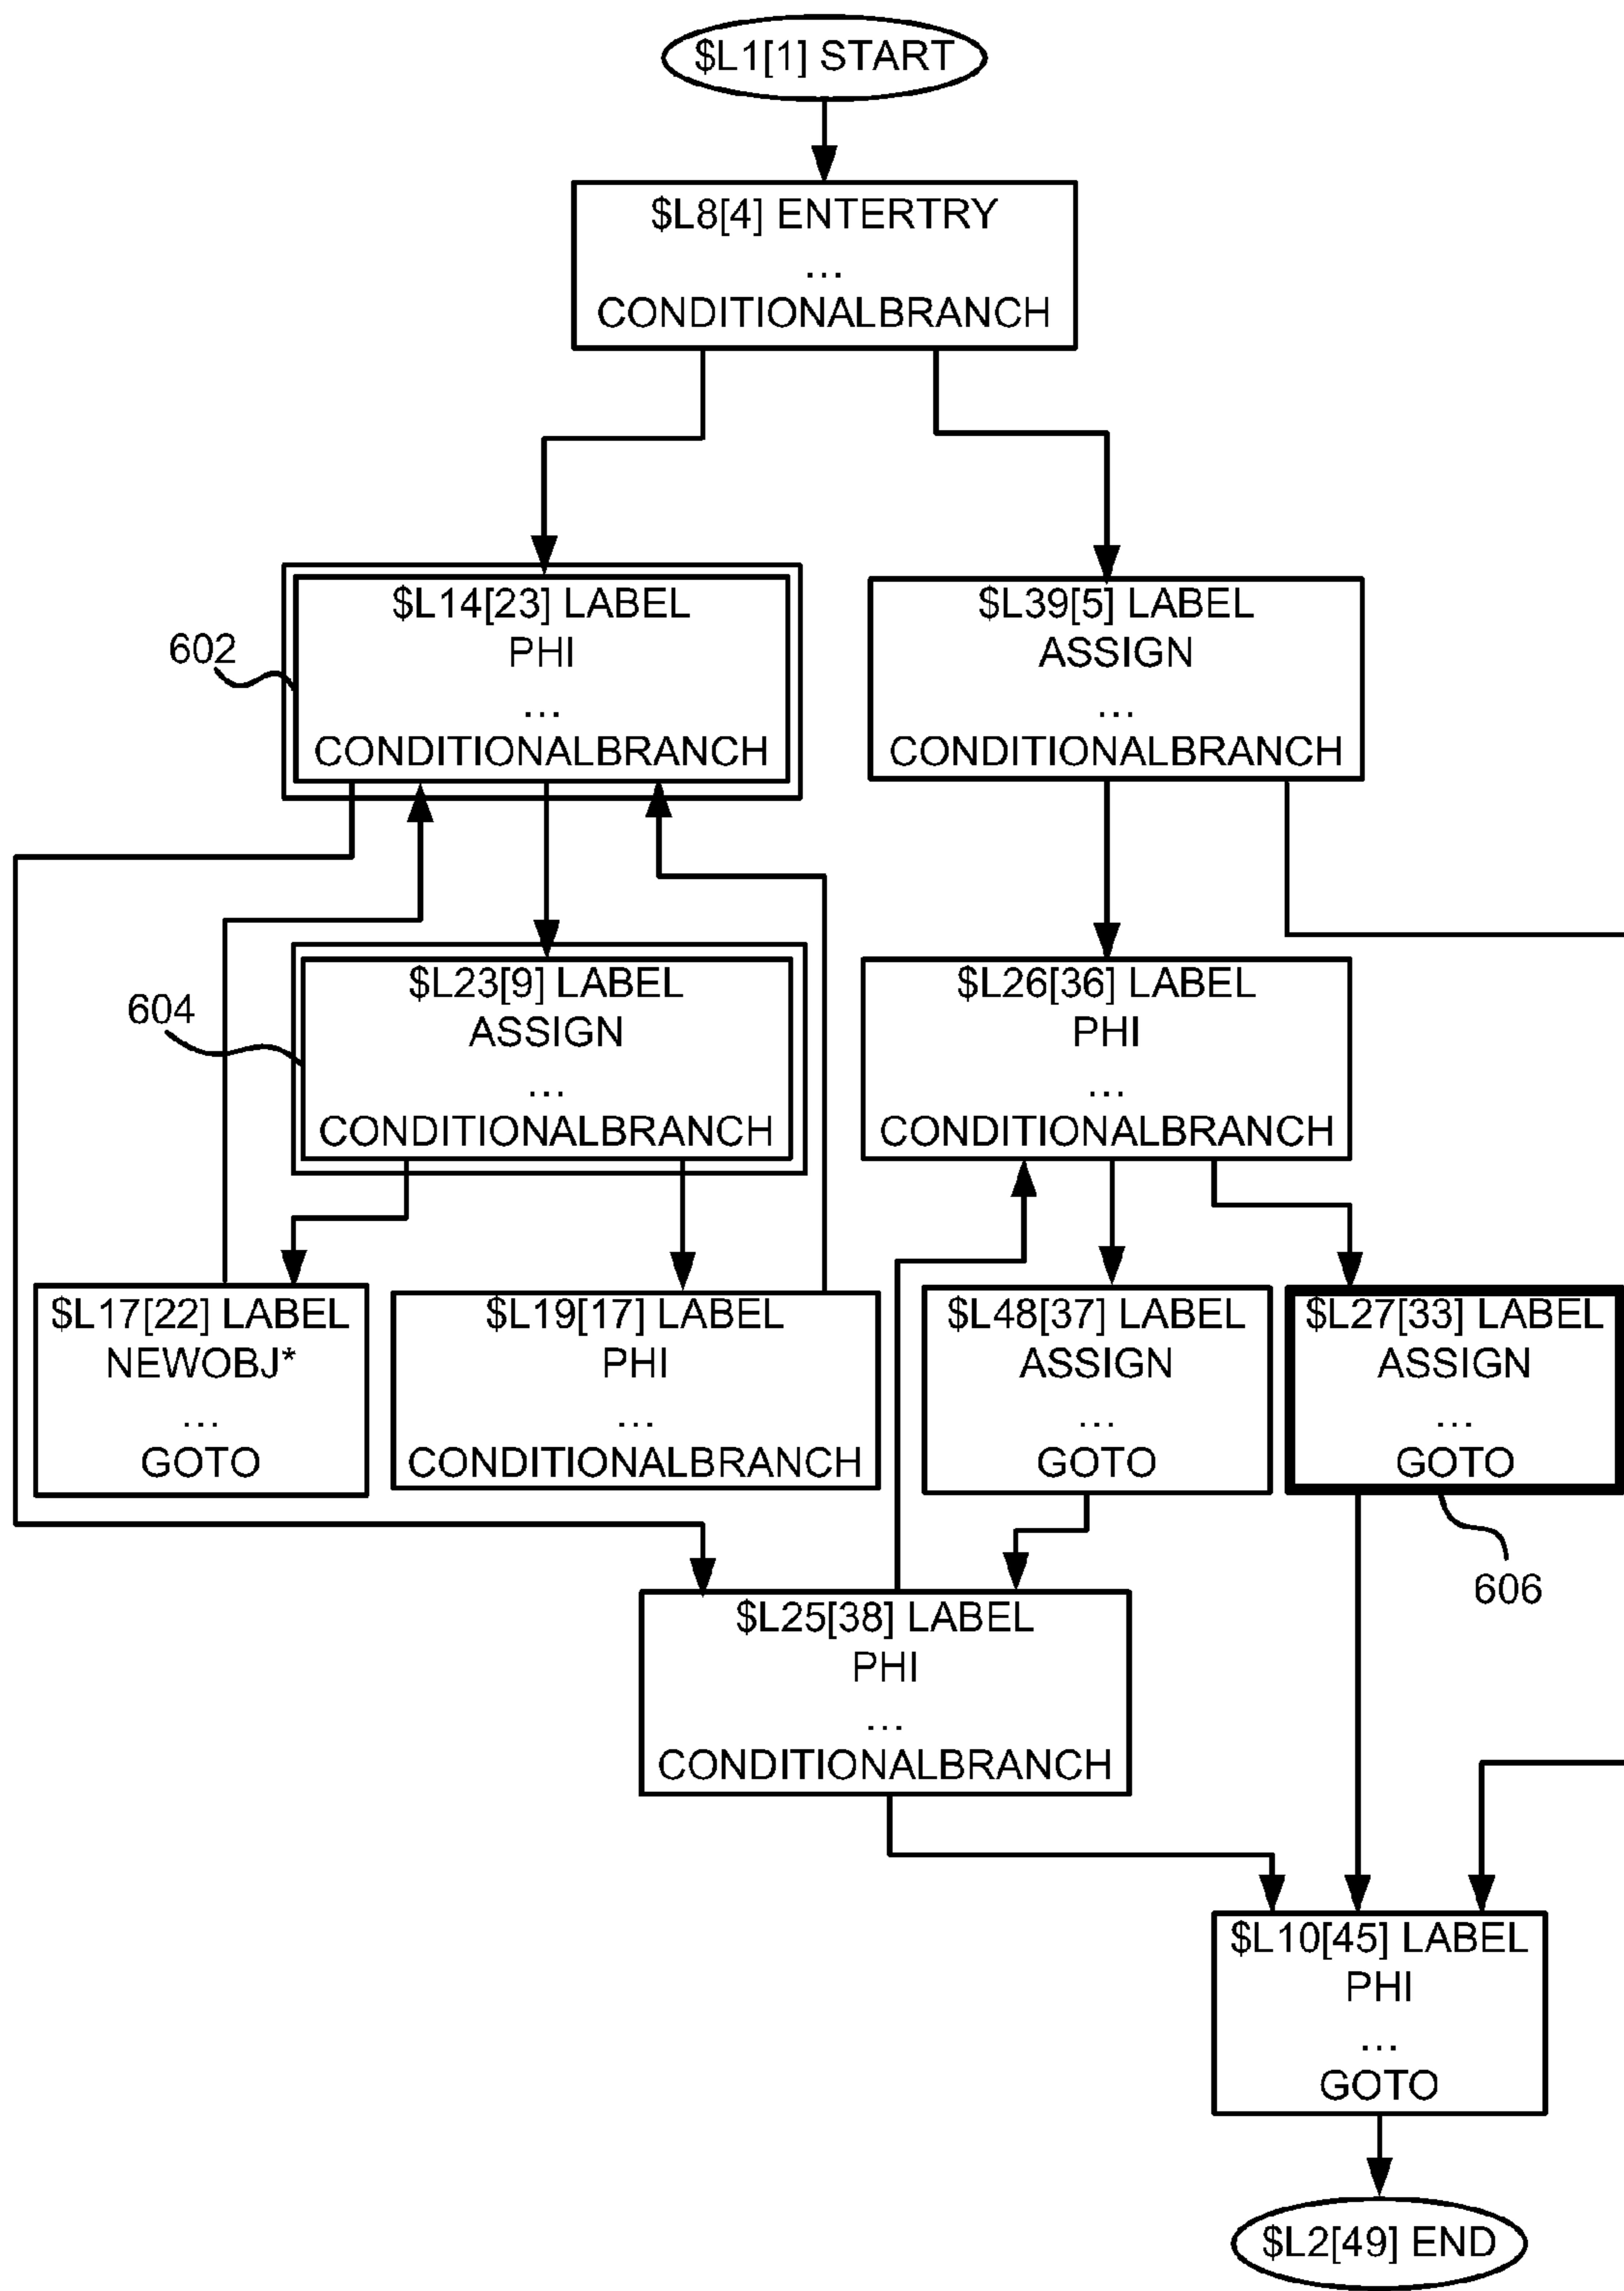 $L1[1] START
$L8[4] ENTERTRY
...
CONDITIONALBRANCH
$L14[23] LABEL
PHI
...
CONDITIONALBRANCH
602
$L39[5] LABEL
ASSIGN
...
CONDITIONALBRANCH
$L23[9] LABEL
ASSIGN
...
CONDITIONALBRANCH
604
$L26[36] LABEL
PHI
...
CONDITIONALBRANCH
$L17[22] LABEL
NEWOBJ*
...
GOTO
$L19[17] LABEL
PHI
...
CONDITIONALBRANCH
$L48[37] LABEL
ASSIGN
...
GOTO
$L27[33] LABEL
ASSIGN
...
GOTO
606
$L25[38] LABEL
PHI
...
CONDITIONALBRANCH
$L10[45] LABEL
PHI
...
GOTO
$L2[49] END